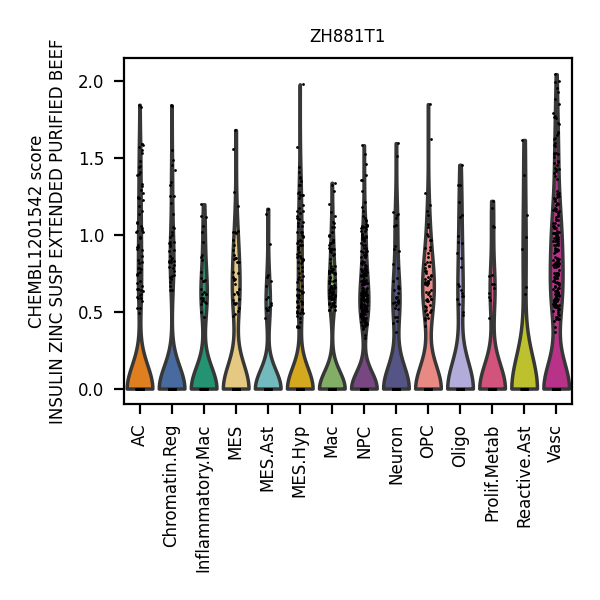 ZH881T1
CHEMBL1201542 score
INSULIN ZINC SUSP EXTENDED PURIFIED BEEF
2.0
1.5
1.0
0.5
0.0
AC
Chromatin.Reg
Inflammatory.Mac
MES
MES.Ast
MES.Hyp
Mac
NPC
Neuron
OPC
Oligo
Prolif.Metab
Reactive.Ast
Vasc